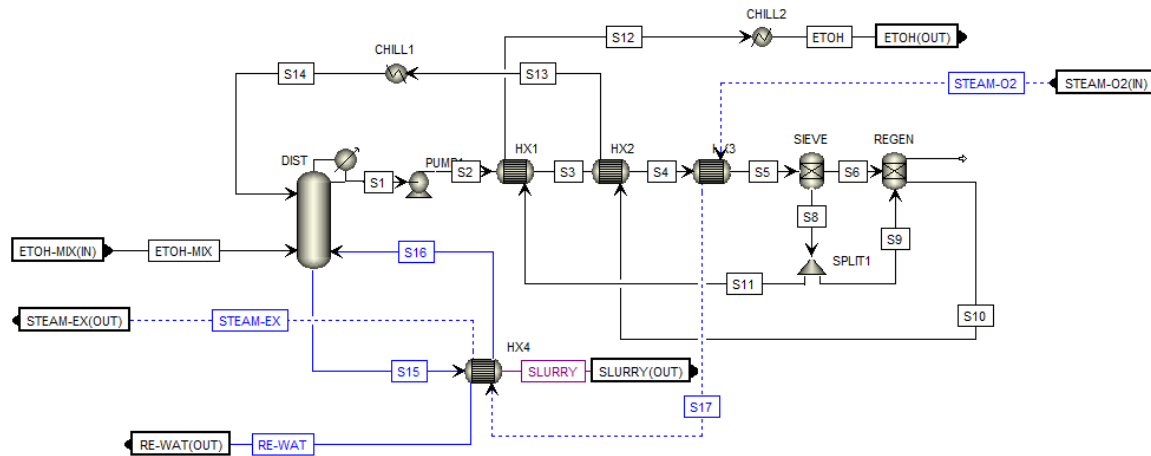 S12
CHILL2
ETOH
ETOH(OUT)
CHILL1
S14
S13
STEAM-O2
STEAM-O2(IN)
DIST
S1
PUMP1
S2
HX1
S3
HX2
S4
HX3
S5
SIEVE
S6
REGEN
S8
S9
ETOH-MIX(IN)
ETOH-MIX
S16
SPLIT1
S11
S10
STEAM-EX(OUT)
STEAM-EX
HX4
S15
SLURRY
SLURRY(OUT)
S17
RE-WAT(OUT)
RE-WAT